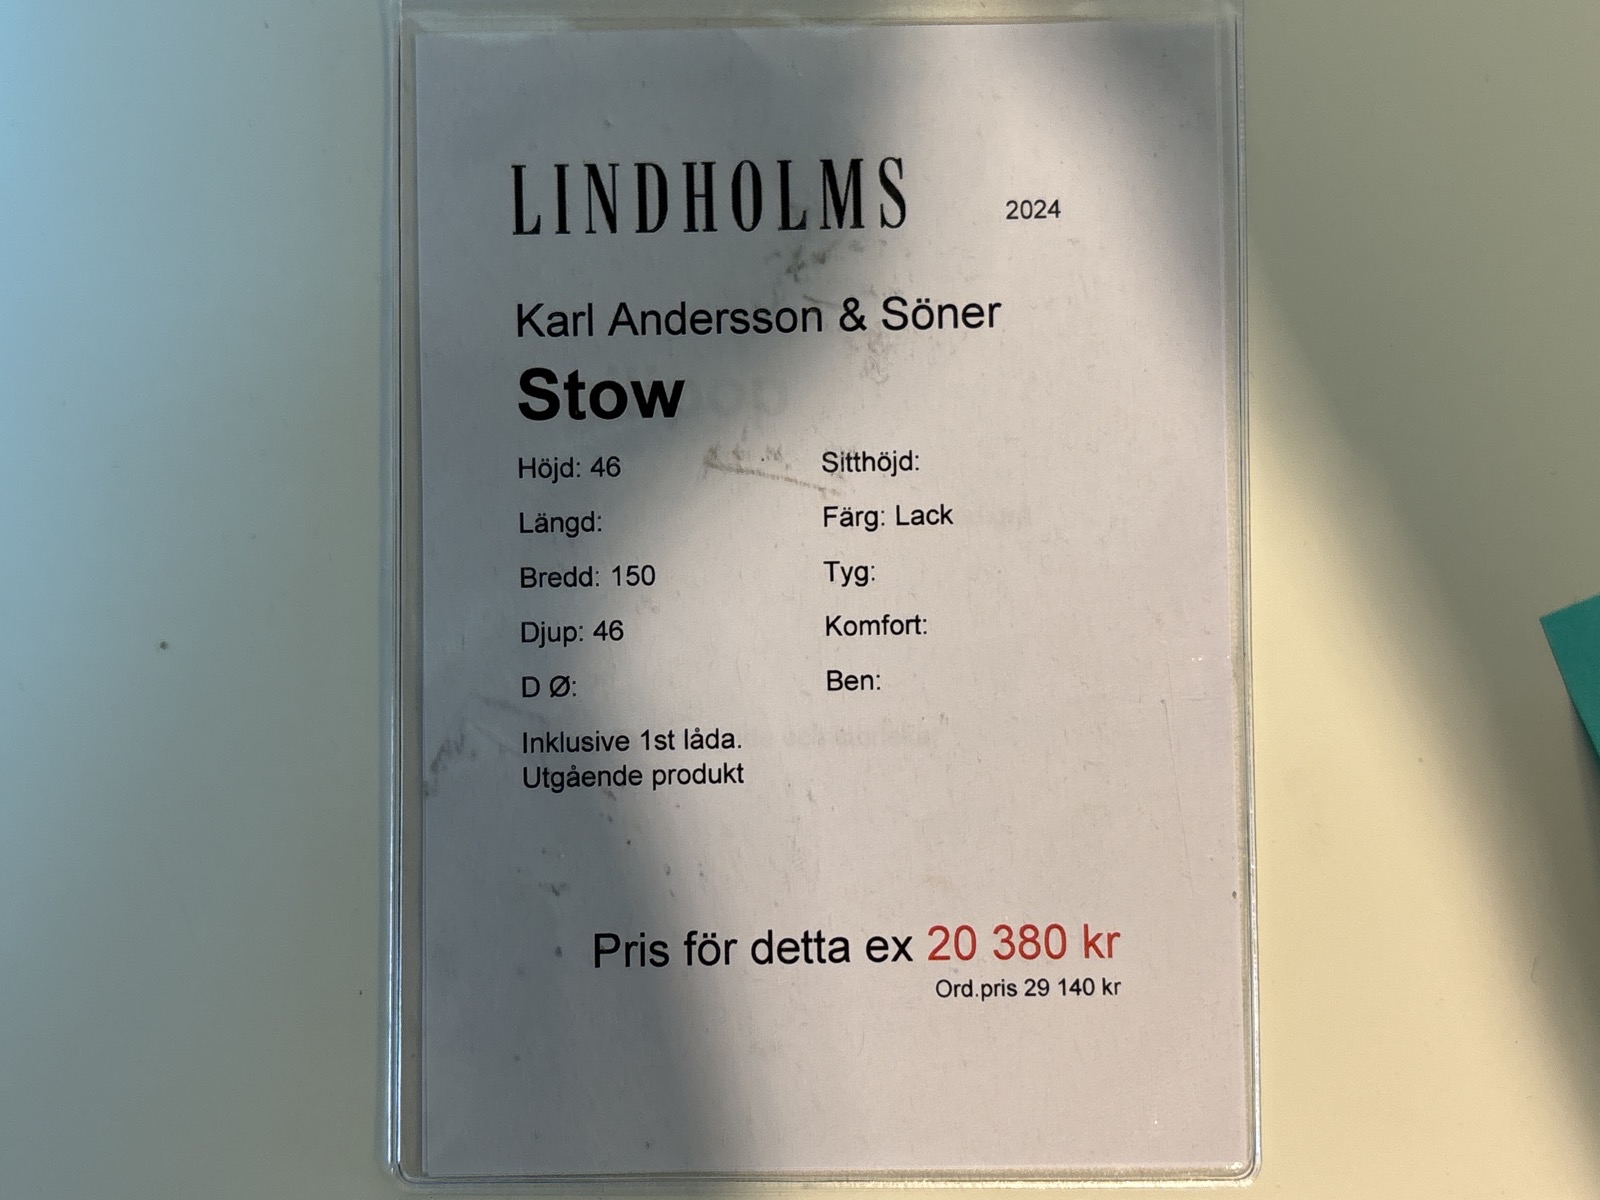 LINDHOLMS 2024
Karl Andersson & Söner
Stow
Höjd: 46 Sitthöjd:
Längd: Färg: Lack
Bredd: 150 Tyg:
Djup: 46 Komfort:
D Ø: Ben:
Inklusive 1st låda.
Utgående produkt
Pris för detta ex 20 380 kr
Ord.pris 29 140 kr